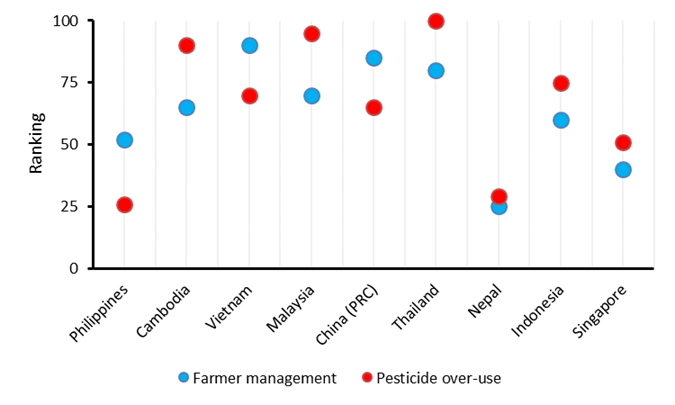 100
75
50
25
0
Ranking
Philippines
Cambodia
Vietnam
Malaysia
China (PRC)
Thailand
Nepal
Indonesia
Singapore
Farmer management
Pesticide over-use